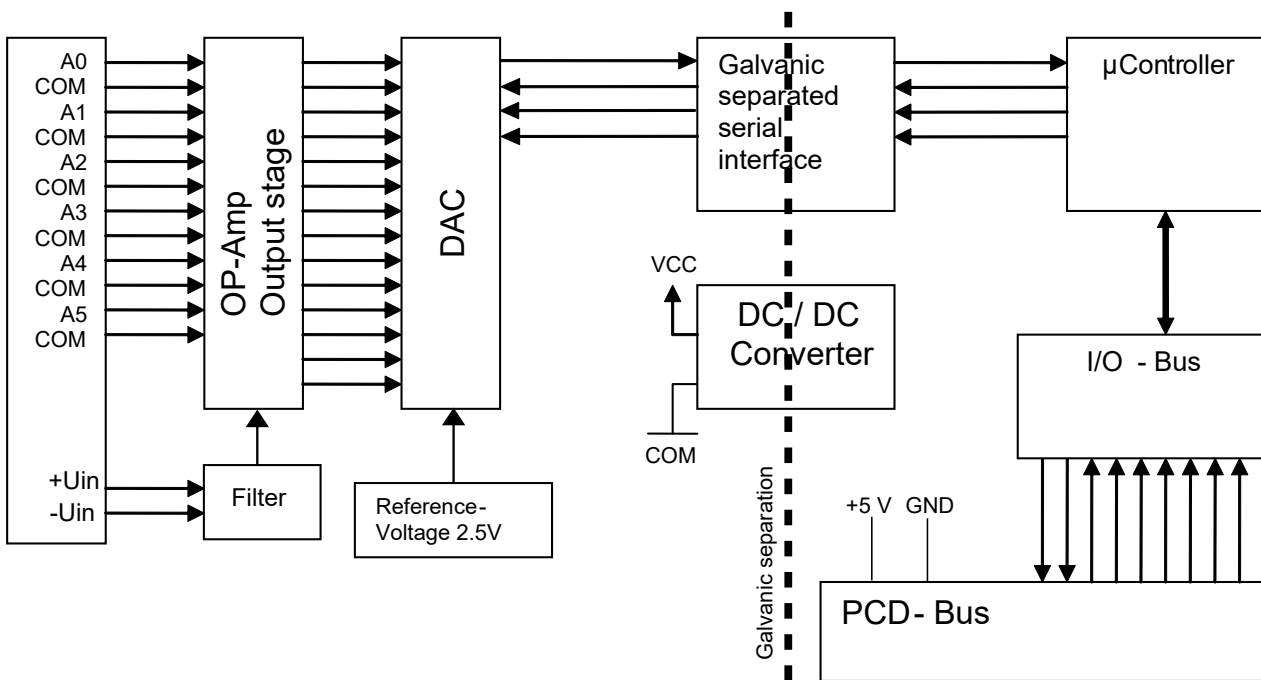 A0
COM
A1
COM
A2
COM
A3
COM
A4
COM
A5
COM
+Uin
-Uin
OP-Amp
Output stage
Filter
DAC
Reference-
Voltage 2.5V
Galvanic
separated
serial
interface
VCC
DC / DC
Converter
COM
Galvanic separation
µController
I/O - Bus
+5 V GND
PCD - Bus